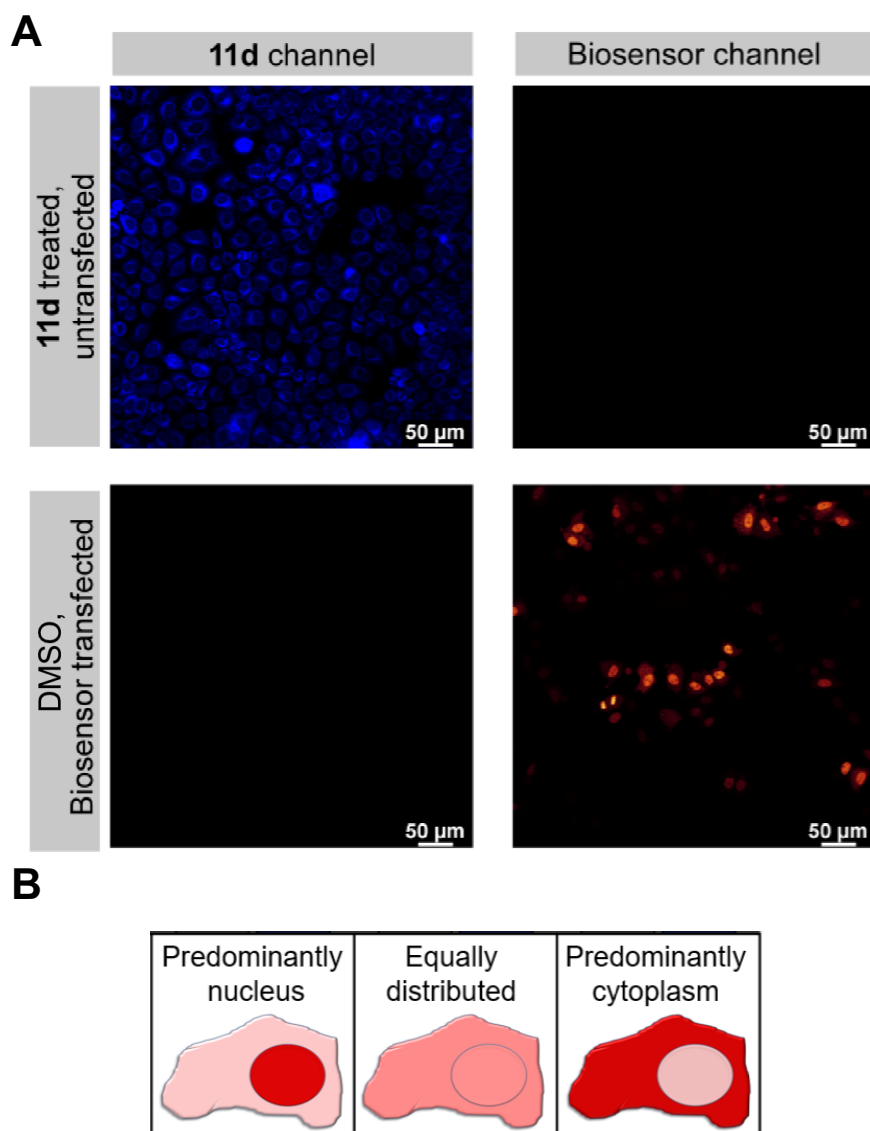 A
11d channel
Biosensor channel
11d treated,
untransfected
50 µm
50 µm
DMSO,
Biosensor transfected
50 µm
50 µm
B
Predominantly
nucleus
Equally
distributed
Predominantly
cytoplasm